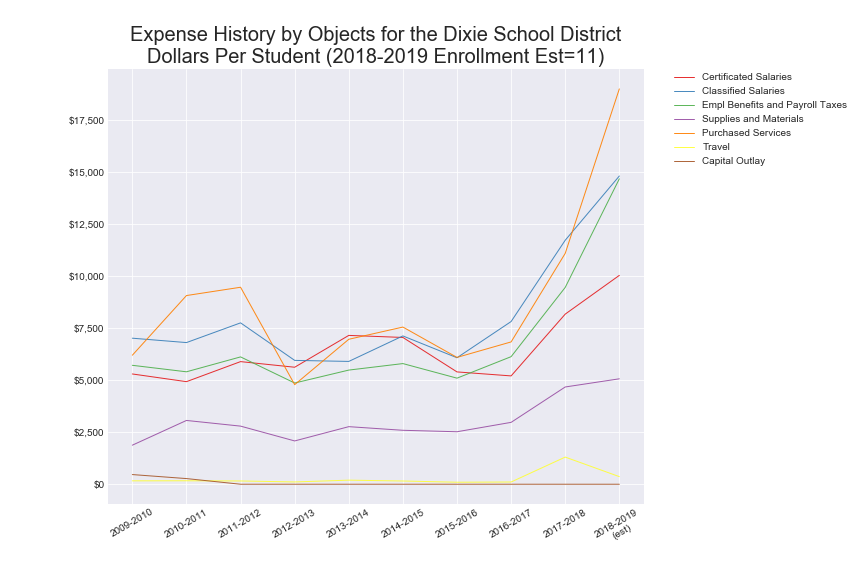 Expense History by Objects for the Dixie School District
Dollars Per Student (2018-2019 Enrollment Est=11)
Certificated Salaries
Classified Salaries
Empl Benefits and Payroll Taxes
Supplies and Materials
Purchased Services
Travel
Capital Outlay
$17,500
$15,000
$12,500
$10,000
$7,500
$5,000
$2,500
$0
2009-2010
2010-2011
2011-2012
2012-2013
2013-2014
2014-2015
2015-2016
2016-2017
2017-2018
2018-2019
(est)